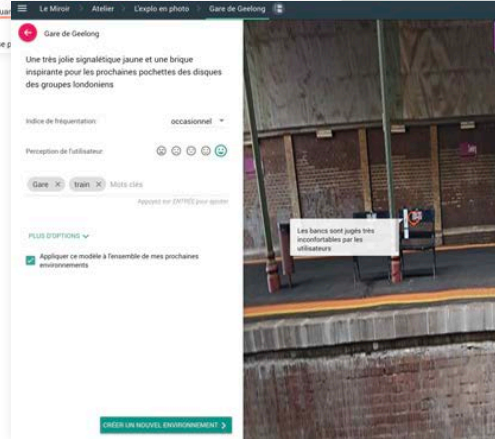 Le Miroir > Atelier > L'explo en photo > Gare de Geelong
Gare de Geelong
Une très jolie signalétique jaune et une brique
inspirante pour les prochaines pochettes des disques
des groupes londoniens
Indice de fréquentation: occasionnel
Perception de l'utilisateur:
Gare × train × Mots clés
Appuyez sur ENTRÉE pour ajouter
PLUS D'OPTIONS
Appliquer ce modèle à l'ensemble de mes prochaines
environnements
CRÉER UN NOUVEL ENVIRONNEMENT >
Les bancs sont jugés très
inconfortables par les
utilisateurs